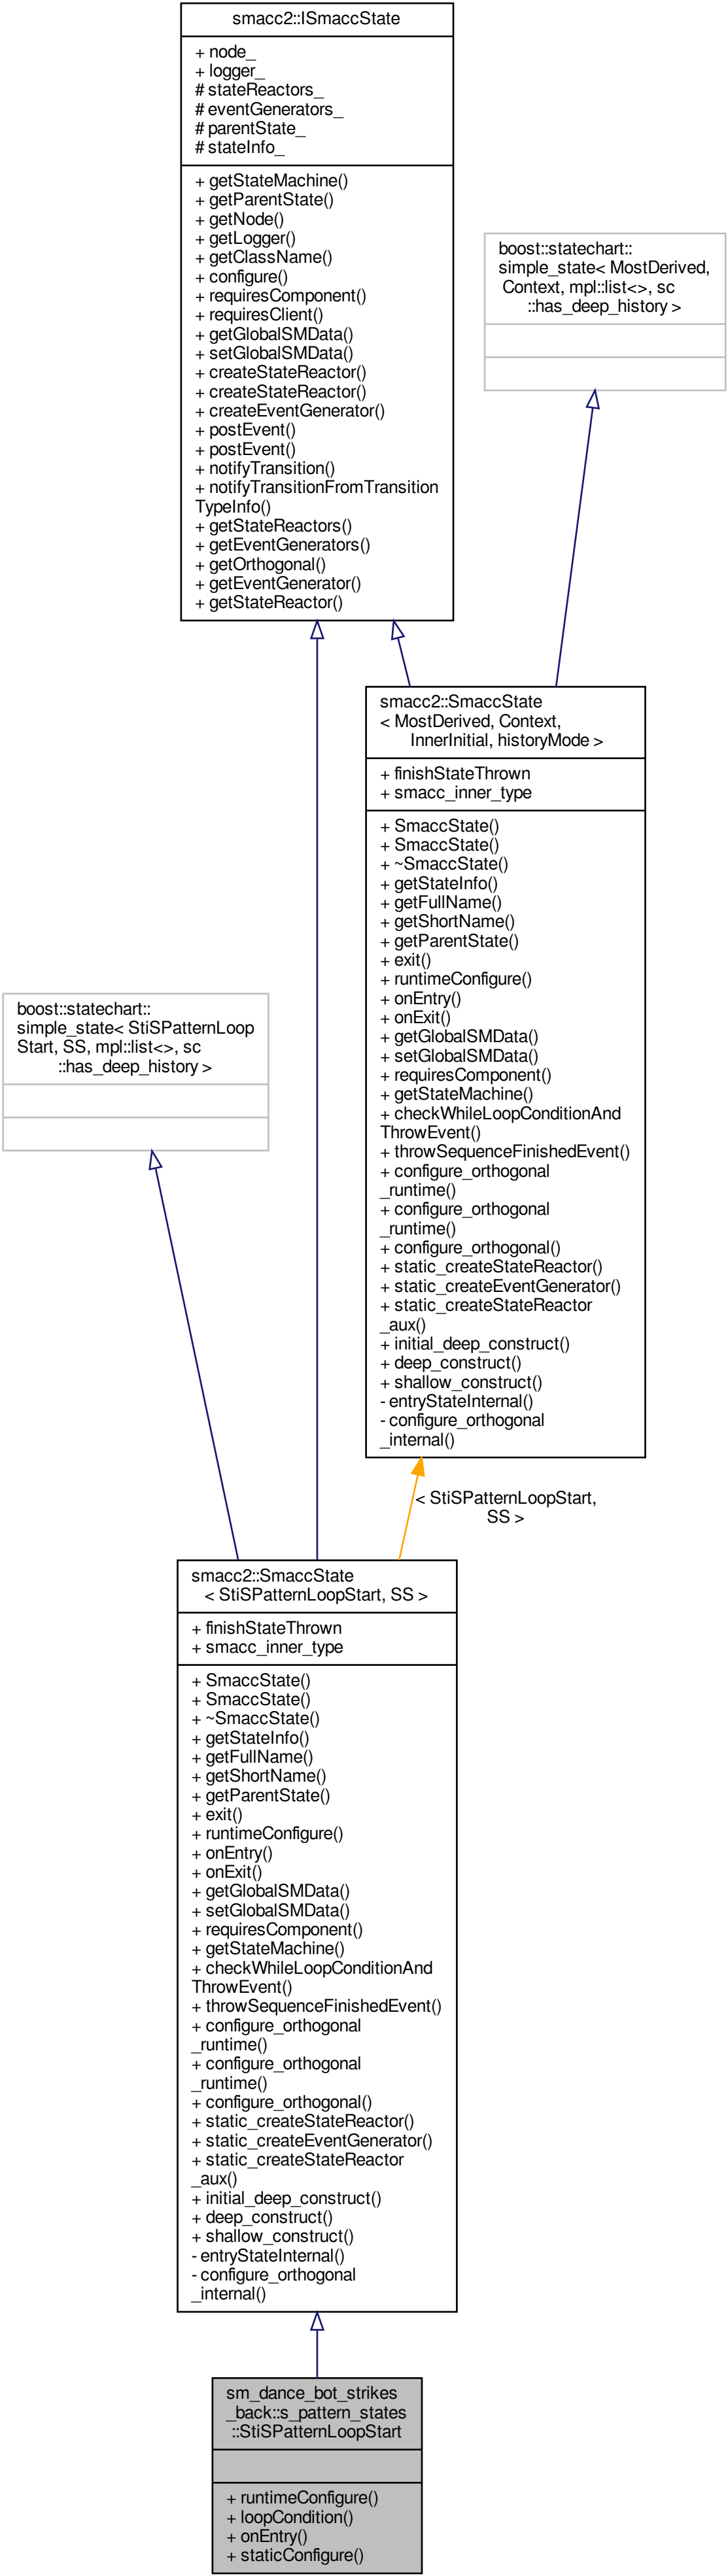 smacc2::ISmaccState
+ node_
+ logger_
# stateReactors_
# eventGenerators_
# parentState_
# stateInfo_
+ getStateMachine()
+ getParentState()
+ getNode()
+ getLogger()
+ getClassName()
+ configure()
+ requiresComponent()
+ requiresClient()
+ getGlobalSMData()
+ setGlobalSMData()
+ createStateReactor()
+ createStateReactor()
+ createEventGenerator()
+ postEvent()
+ postEvent()
+ notifyTransition()
+ notifyTransitionFromTransition
TypeInfo()
+ getStateReactors()
+ getEventGenerators()
+ getOrthogonal()
+ getEventGenerator()
+ getStateReactor()
boost::statechart::
simple_state< MostDerived,
Context, mpl::list<>, sc
::has_deep_history >
smacc2::SmaccState
< MostDerived, Context,
InnerInitial, historyMode >
+ finishStateThrown
+ smacc_inner_type
+ SmaccState()
+ SmaccState()
+ ~SmaccState()
+ getStateInfo()
+ getFullName()
+ getShortName()
+ getParentState()
+ exit()
+ runtimeConfigure()
+ onEntry()
+ onExit()
+ getGlobalSMData()
+ setGlobalSMData()
+ requiresComponent()
+ getStateMachine()
+ checkWhileLoopConditionAnd
ThrowEvent()
+ throwSequenceFinishedEvent()
+ configure_orthogonal
_runtime()
+ configure_orthogonal
_runtime()
+ configure_orthogonal()
+ static_createStateReactor()
+ static_createEventGenerator()
+ static_createStateReactor
_aux()
+ initial_deep_construct()
+ deep_construct()
+ shallow_construct()
- entryStateInternal()
- configure_orthogonal
_internal()
boost::statechart::
simple_state< StiSPatternLoop
Start, SS, mpl::list<>, sc
::has_deep_history >
< StiSPatternLoopStart,
SS >
smacc2::SmaccState
< StiSPatternLoopStart, SS >
+ finishStateThrown
+ smacc_inner_type
+ SmaccState()
+ SmaccState()
+ ~SmaccState()
+ getStateInfo()
+ getFullName()
+ getShortName()
+ getParentState()
+ exit()
+ runtimeConfigure()
+ onEntry()
+ onExit()
+ getGlobalSMData()
+ setGlobalSMData()
+ requiresComponent()
+ getStateMachine()
+ checkWhileLoopConditionAnd
ThrowEvent()
+ throwSequenceFinishedEvent()
+ configure_orthogonal
_runtime()
+ configure_orthogonal
_runtime()
+ configure_orthogonal()
+ static_createStateReactor()
+ static_createEventGenerator()
+ static_createStateReactor
_aux()
+ initial_deep_construct()
+ deep_construct()
+ shallow_construct()
- entryStateInternal()
- configure_orthogonal
_internal()
sm_dance_bot_strikes
_back::s_pattern_states
::StiSPatternLoopStart
+ runtimeConfigure()
+ loopCondition()
+ onEntry()
+ staticConfigure()